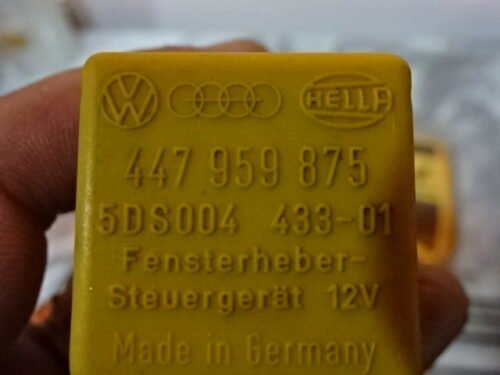 HELLA
447 959 875
5DS004 433-01
Fensterheber-
Steuergerät 12V
Made in Germany